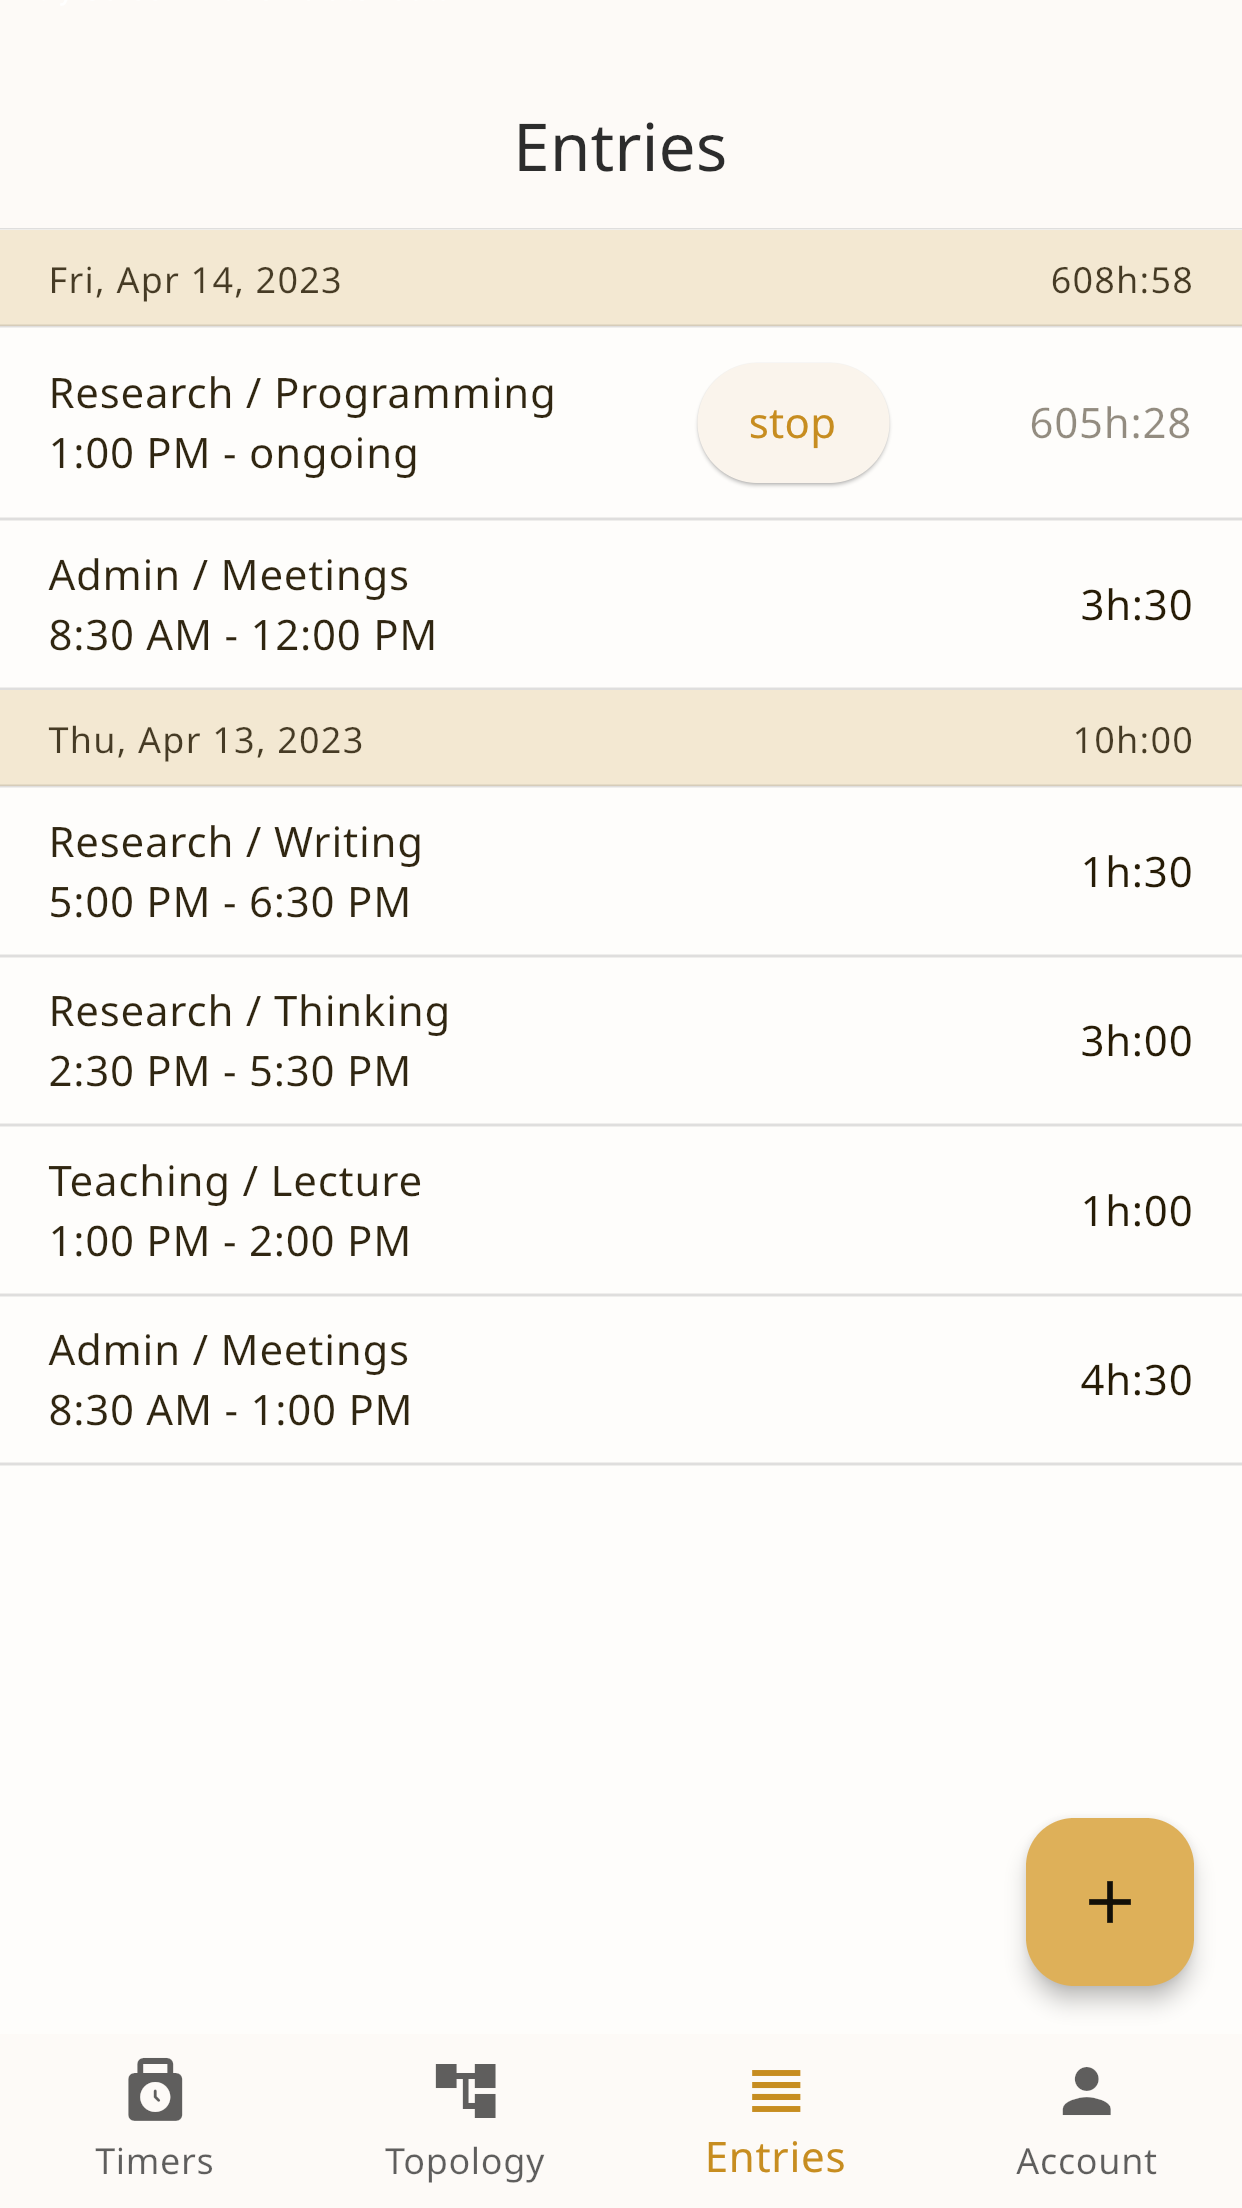 Entries
Fri, Apr 14, 2023 608h:58
Research / Programming
1:00 PM - ongoing
stop
605h:28
Admin / Meetings
8:30 AM - 12:00 PM
3h:30
Thu, Apr 13, 2023 10h:00
Research / Writing
5:00 PM - 6:30 PM
1h:30
Research / Thinking
2:30 PM - 5:30 PM
3h:00
Teaching / Lecture
1:00 PM - 2:00 PM
1h:00
Admin / Meetings
8:30 AM - 1:00 PM
4h:30
+
Timers Topology Entries Account